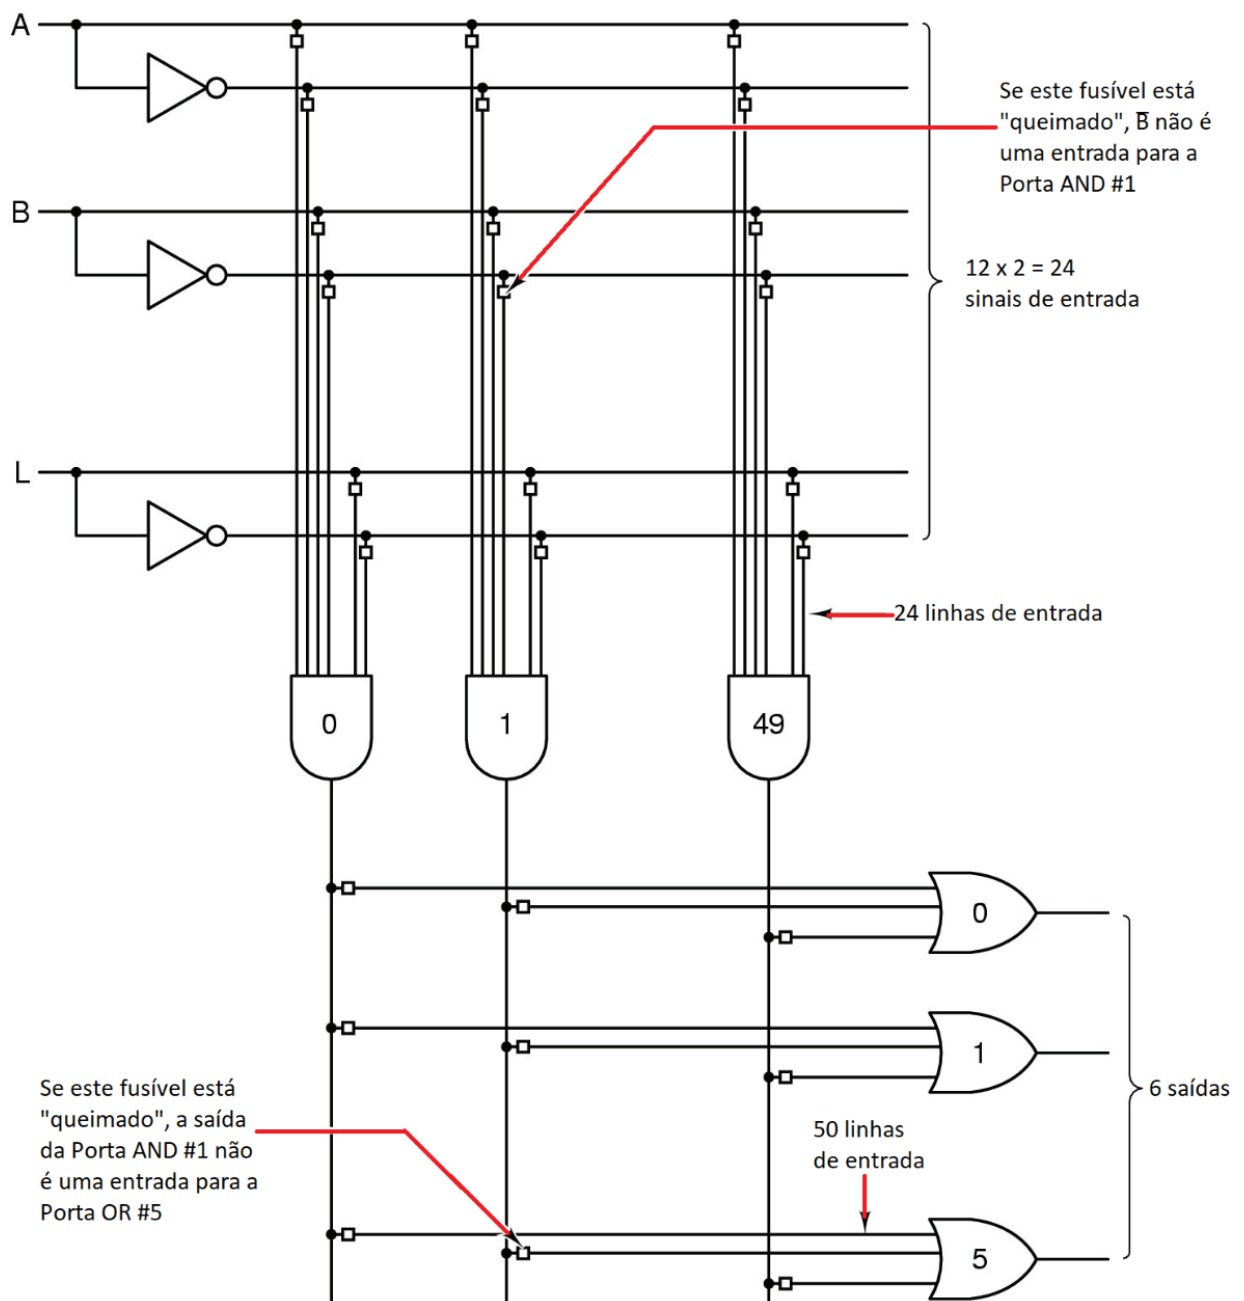 A
Se este fusível está
"queimado", B̅ não é
uma entrada para a
Porta AND #1
B
12 x 2 = 24
sinais de entrada
L
24 linhas de entrada
0
1
49
0
1
6 saídas
Se este fusível está
"queimado", a saída
da Porta AND #1 não
é uma entrada para a
Porta OR #5
50 linhas
de entrada
5